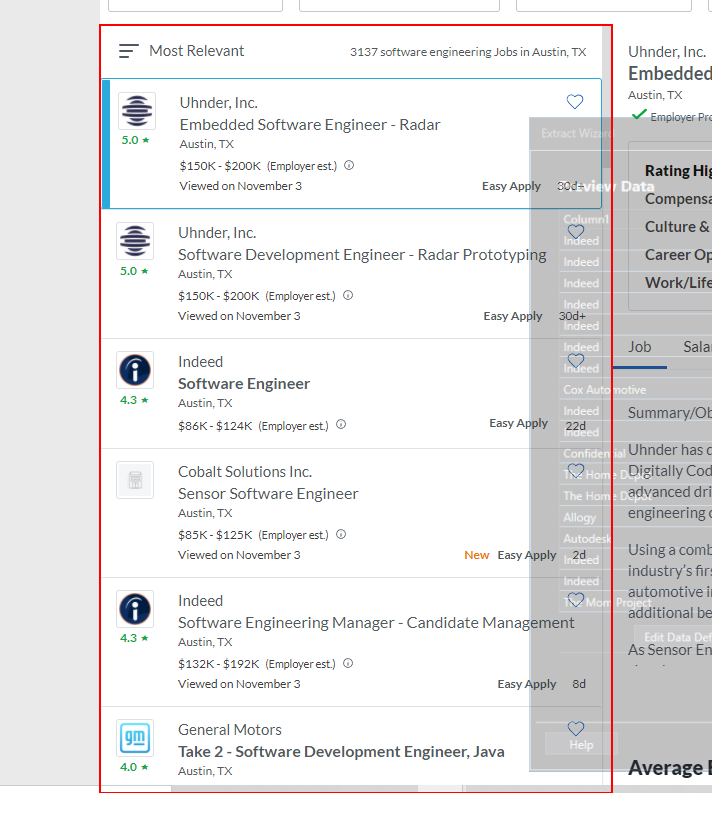 Most Relevant
3137 software engineering Jobs in Austin, TX
Uhnder, Inc.
Embedded Software Engineer - Radar
Austin, TX
5.0 ★
$150K - $200K (Employer est.)
Viewed on November 3
Easy Apply
30d+
Uhnder, Inc.
Software Development Engineer - Radar Prototyping
Austin, TX
5.0 ★
$150K - $200K (Employer est.)
Viewed on November 3
Easy Apply
30d+
Indeed
Software Engineer
Austin, TX
4.3 ★
$86K - $124K (Employer est.)
Easy Apply
22d
Cobalt Solutions Inc.
Sensor Software Engineer
Austin, TX
$85K - $125K (Employer est.)
Viewed on November 3
New
Easy Apply
2d
Indeed
Software Engineering Manager - Candidate Management
Austin, TX
4.3 ★
$132K - $192K (Employer est.)
Viewed on November 3
Easy Apply
8d
gm
General Motors
Take 2 - Software Development Engineer, Java
Austin, TX
4.0 ★
Uhnder, Inc.
Embedded
Austin, TX
Employer Pro
Rating Hig
Compensa
Culture &
Career Op
Work/Life
Job
Salar
Summary/Ob
Uhnder has d
Digitally Cod
advanced dri
engineering c
Using a comb
industry's firs
automotive i
additional be
As Sensor En
Average B
Extract Wizard
Preview Data
Column1
Indeed
Indeed
Indeed
Indeed
Indeed
Indeed
Indeed
Cox Automotive
Indeed
Indeed
Confidential
The Home Depot
The Home Depot
Allogy
Autodesk
Indeed
Indeed
The Mom Project
Edit Data Def
Help